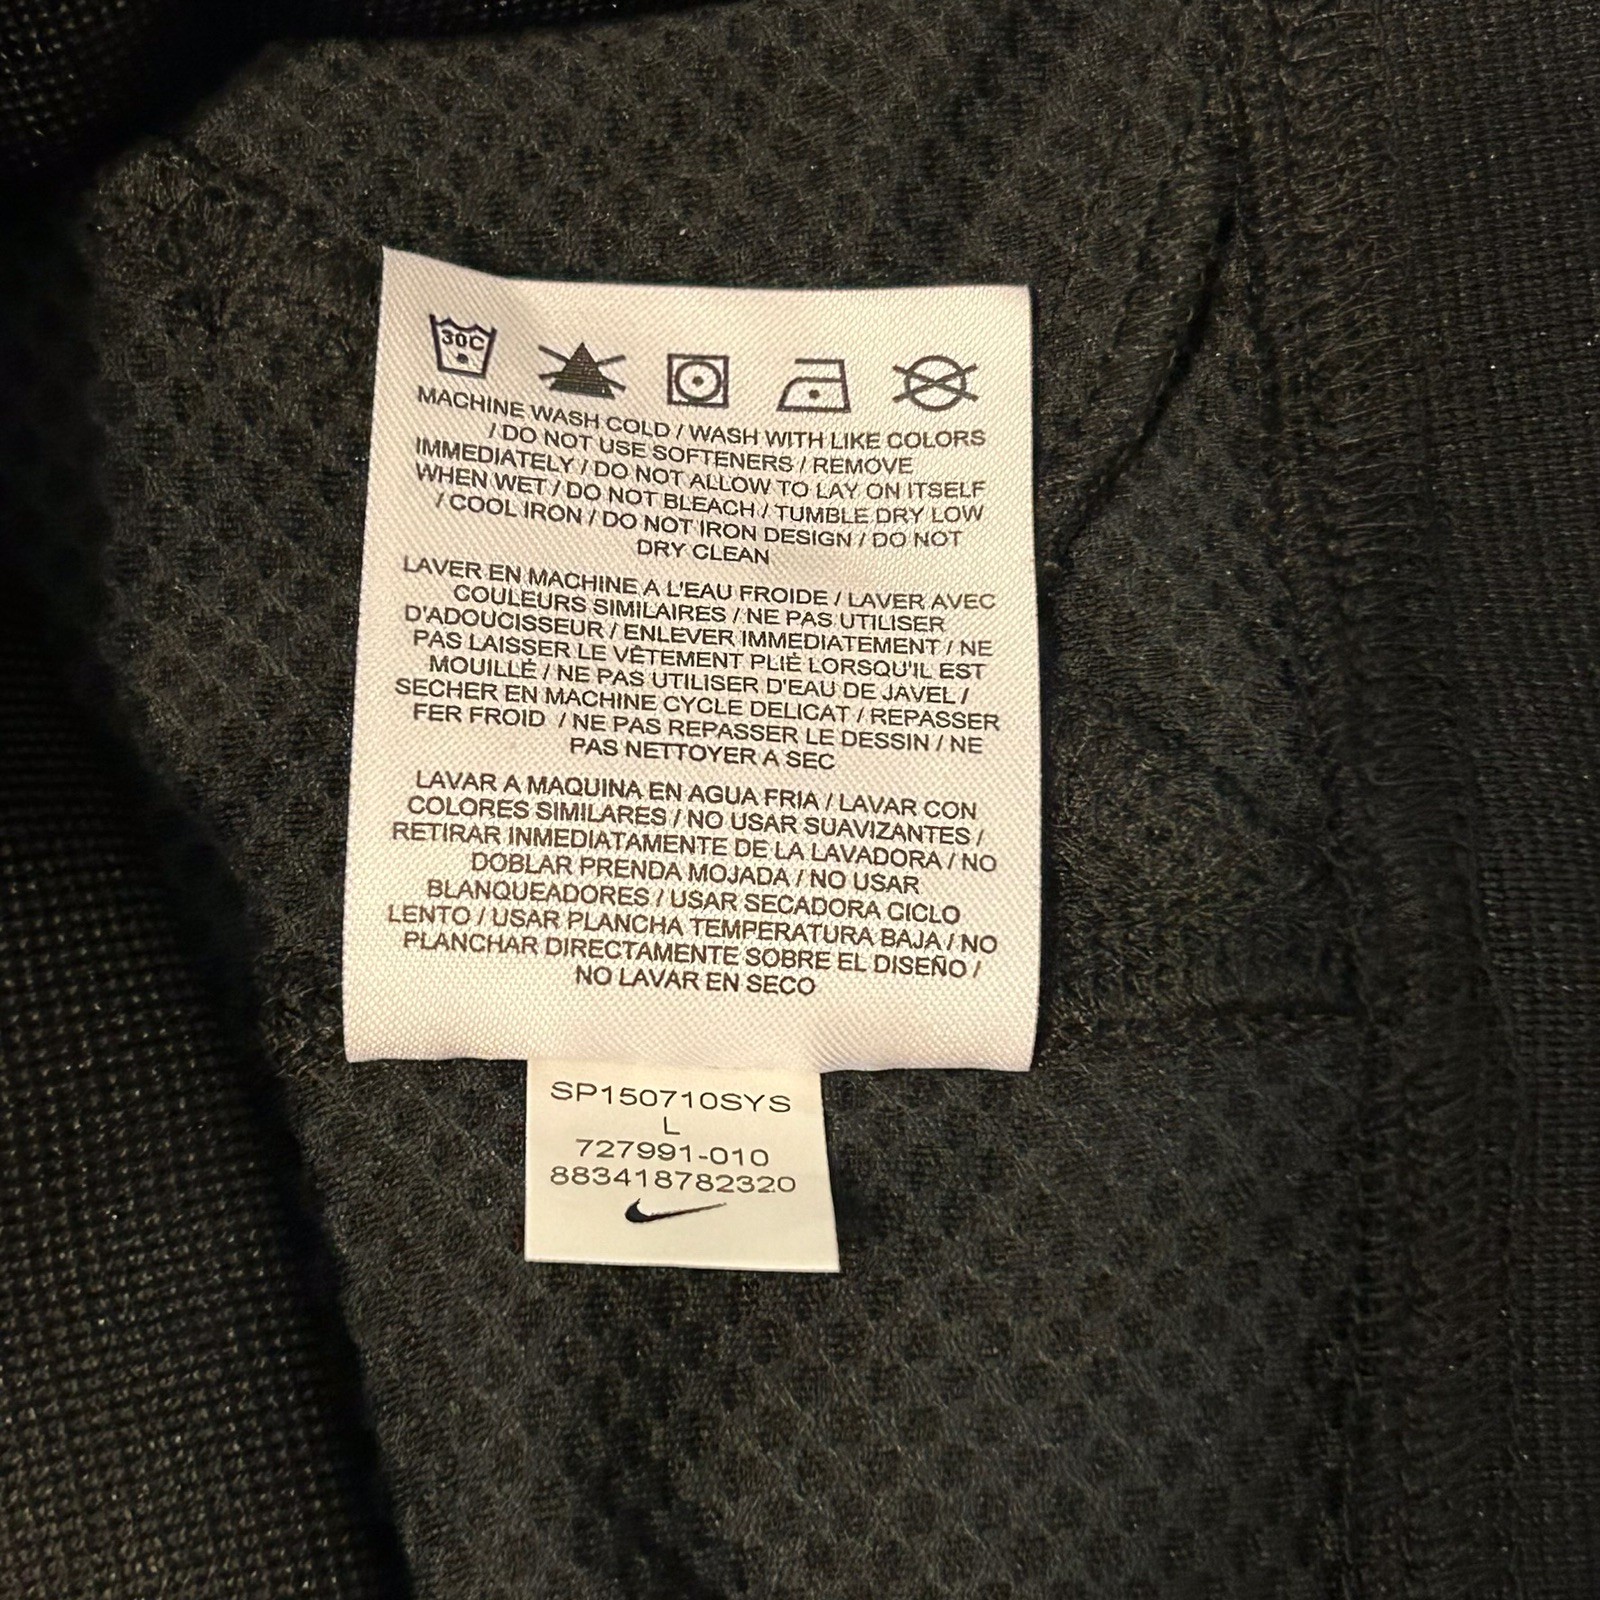 30C
MACHINE WASH COLD / WASH WITH LIKE COLORS
/ DO NOT USE SOFTENERS / REMOVE
IMMEDIATELY / DO NOT ALLOW TO LAY ON ITSELF
WHEN WET / DO NOT BLEACH / TUMBLE DRY LOW
/ COOL IRON / DO NOT IRON DESIGN / DO NOT
DRY CLEAN
LAVER EN MACHINE A L'EAU FROIDE / LAVER AVEC
COULEURS SIMILAIRES / NE PAS UTILISER
D'ADOUCISSEUR / ENLEVER IMMEDIATEMENT / NE
PAS LAISSER LE VÊTEMENT PLIÉ LORSQU'IL EST
MOUILLÉ / NE PAS UTILISER D'EAU DE JAVEL /
SECHER EN MACHINE CYCLE DELICAT / REPASSER
FER FROID / NE PAS REPASSER LE DESSIN / NE
PAS NETTOYER A SEC
LAVAR A MAQUINA EN AGUA FRIA / LAVAR CON
COLORES SIMILARES / NO USAR SUAVIZANTES /
RETIRAR INMEDIATAMENTE DE LA LAVADORA / NO
DOBLAR PRENDA MOJADA / NO USAR
BLANQUEADORES / USAR SECADORA CICLO
LENTO / USAR PLANCHA TEMPERATURA BAJA / NO
PLANCHAR DIRECTAMENTE SOBRE EL DISEÑO /
NO LAVAR EN SECO
SP150710SYS
L
727991-010
883418782320